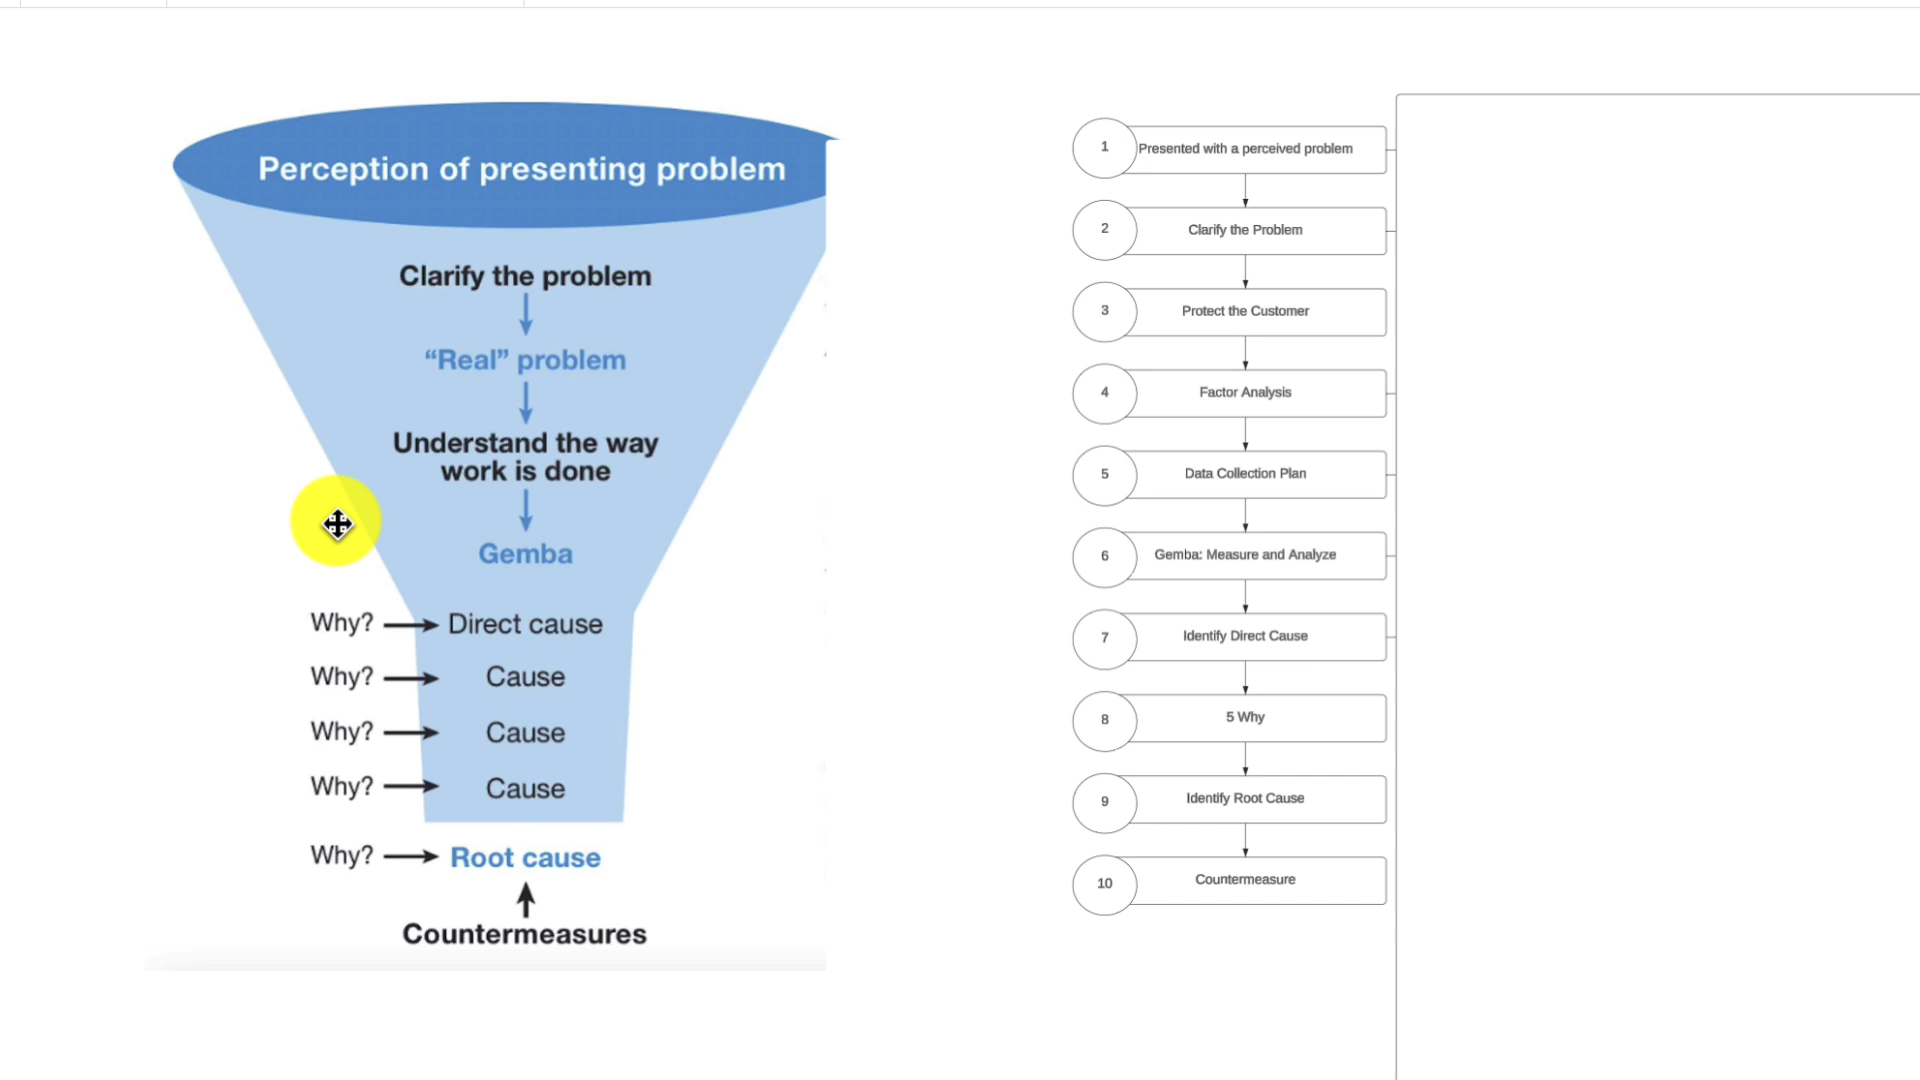 Perception of presenting problem
Clarify the problem
“Real” problem
Understand the way
work is done
Gemba
Why? Direct cause
Why? Cause
Why? Cause
Why? Cause
Why? Root cause
Countermeasures
1 Presented with a perceived problem
2 Clarify the Problem
3 Protect the Customer
4 Factor Analysis
5 Data Collection Plan
6 Gemba: Measure and Analyze
7 Identify Direct Cause
8 5 Why
9 Identify Root Cause
10 Countermeasure